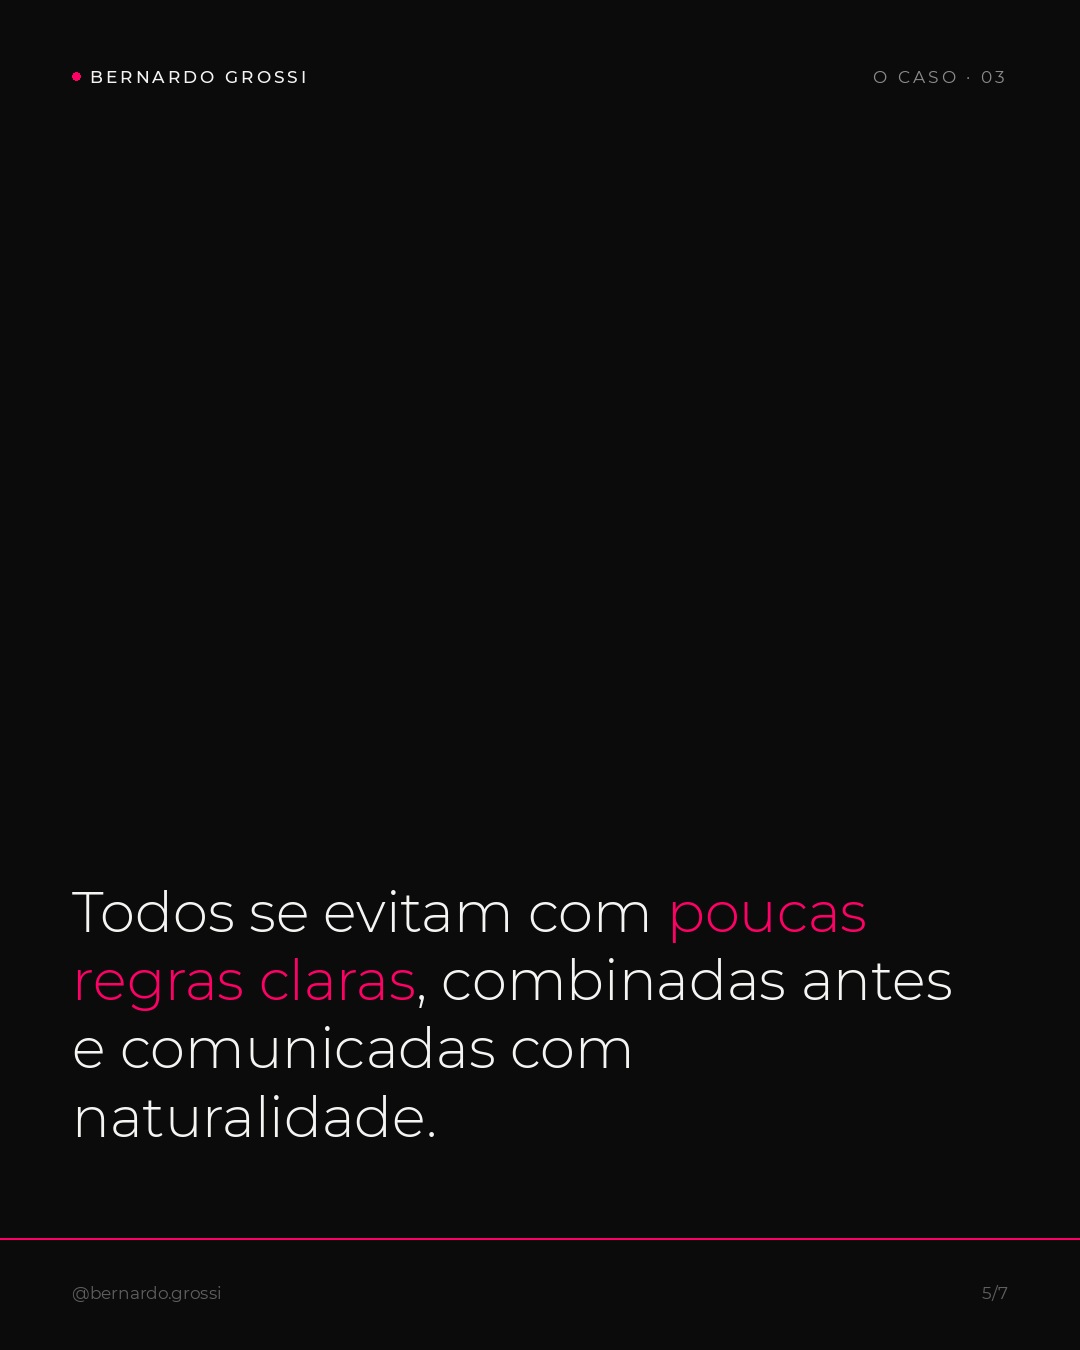 BERNARDO GROSSI
O CASO · 03
Todos se evitam com poucas
regras claras, combinadas antes
e comunicadas com
naturalidade.
@bernardo.grossi
5/7